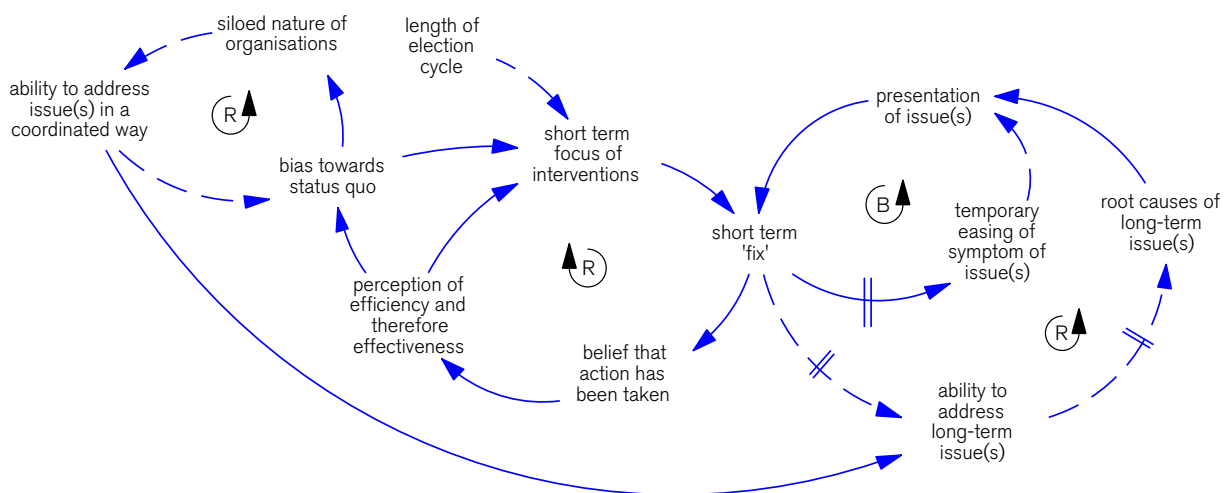 siloed nature of
organisations
length of
election
cycle
ability to address
issue(s) in a
coordinated way
R
presentation
of issue(s)
short term
focus of
interventions
bias towards
status quo
B
root causes of
long-term
issue(s)
temporary
easing of
symptom of
issue(s)
short term
'fix'
R
perception of
efficiency and
therefore
effectiveness
R
belief that
action has
been taken
ability to
address
long-term
issue(s)